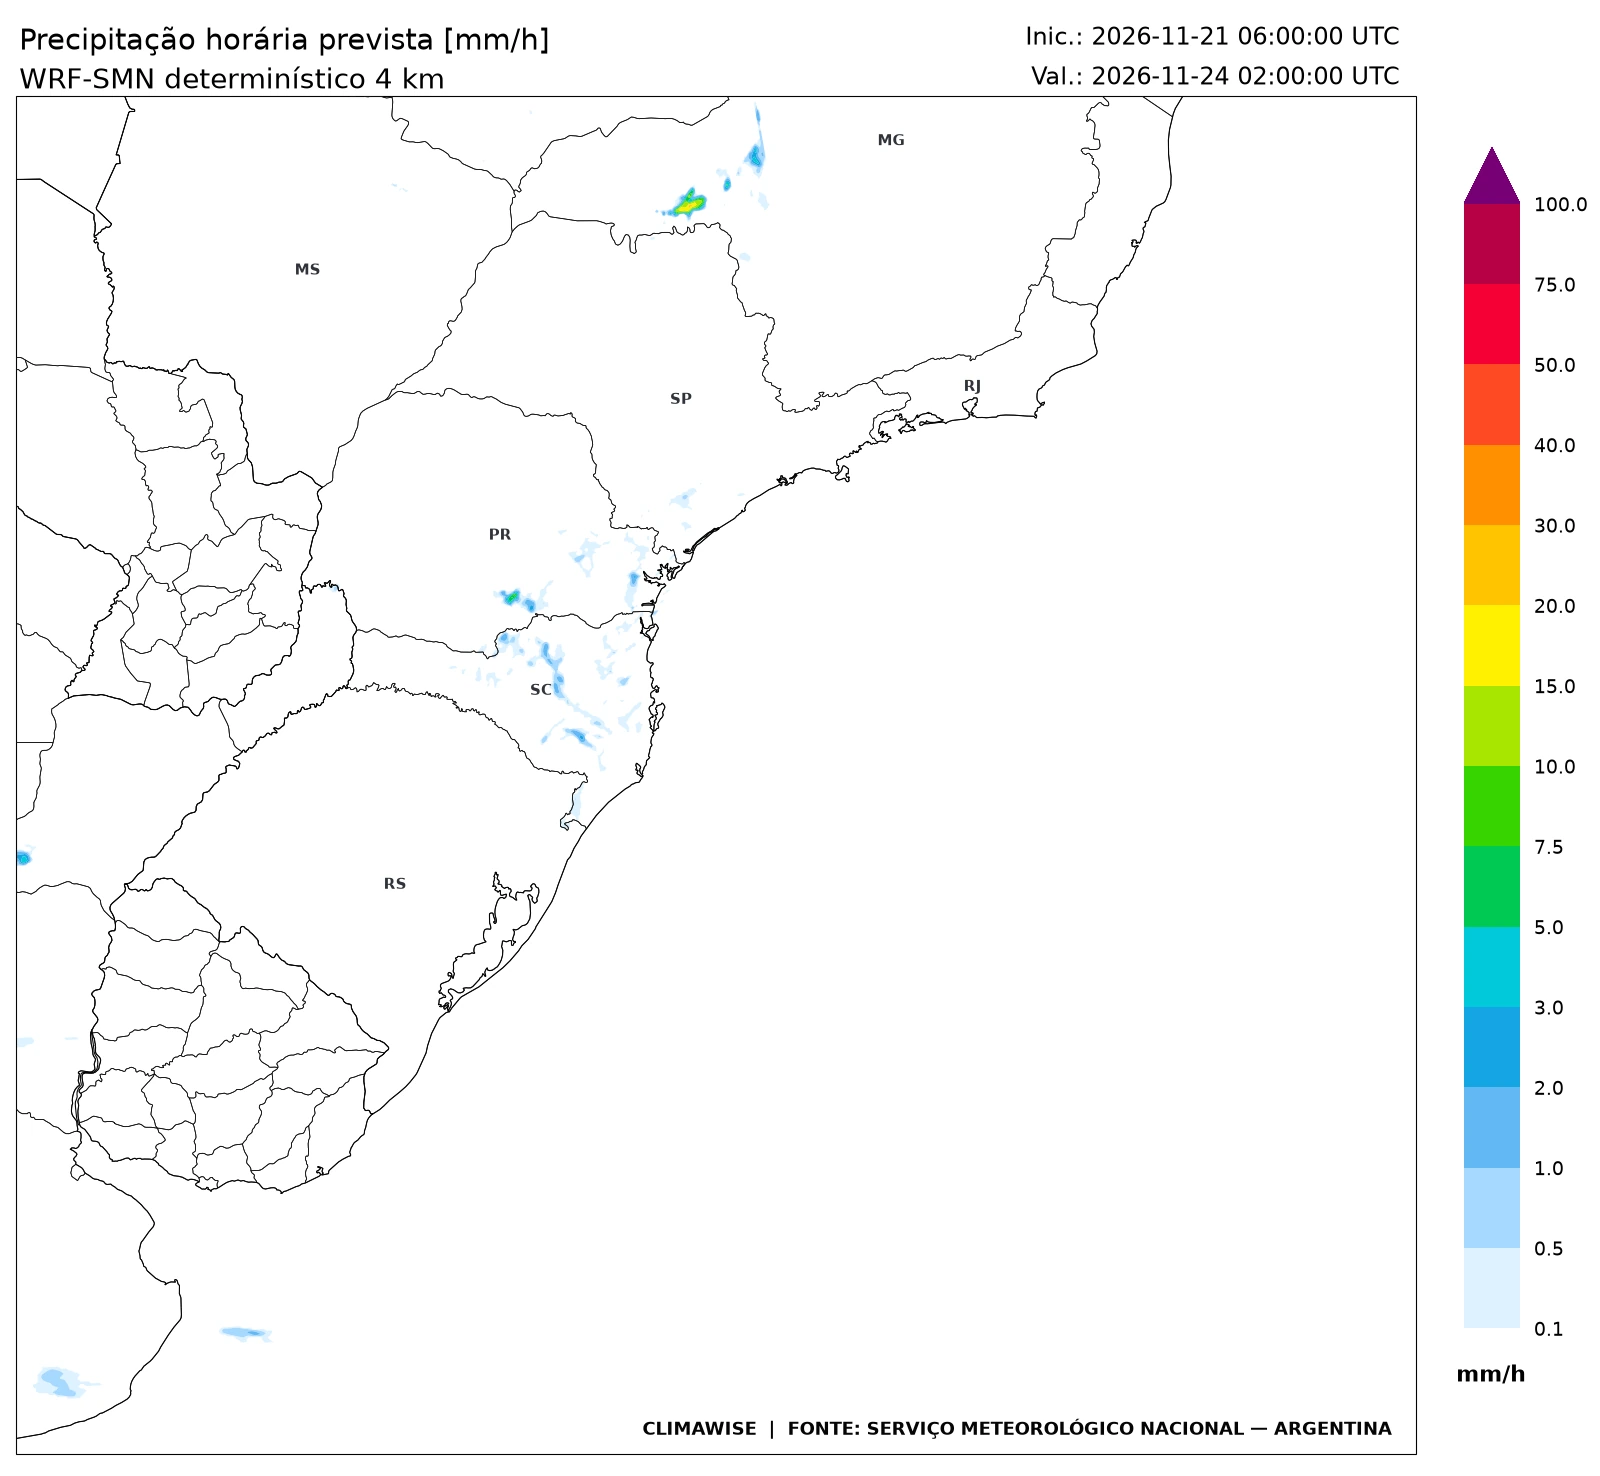 Precipitação horária prevista [mm/h]
WRF-SMN determinístico 4 km
Inic.: 2026-11-21 06:00:00 UTC
Val.: 2026-11-24 02:00:00 UTC
MG
MS
SP
RJ
PR
SC
RS
100.0
75.0
50.0
40.0
30.0
20.0
15.0
10.0
7.5
5.0
3.0
2.0
1.0
0.5
0.1
mm/h
CLIMAWISE | FONTE: SERVIÇO METEOROLÓGICO NACIONAL — ARGENTINA